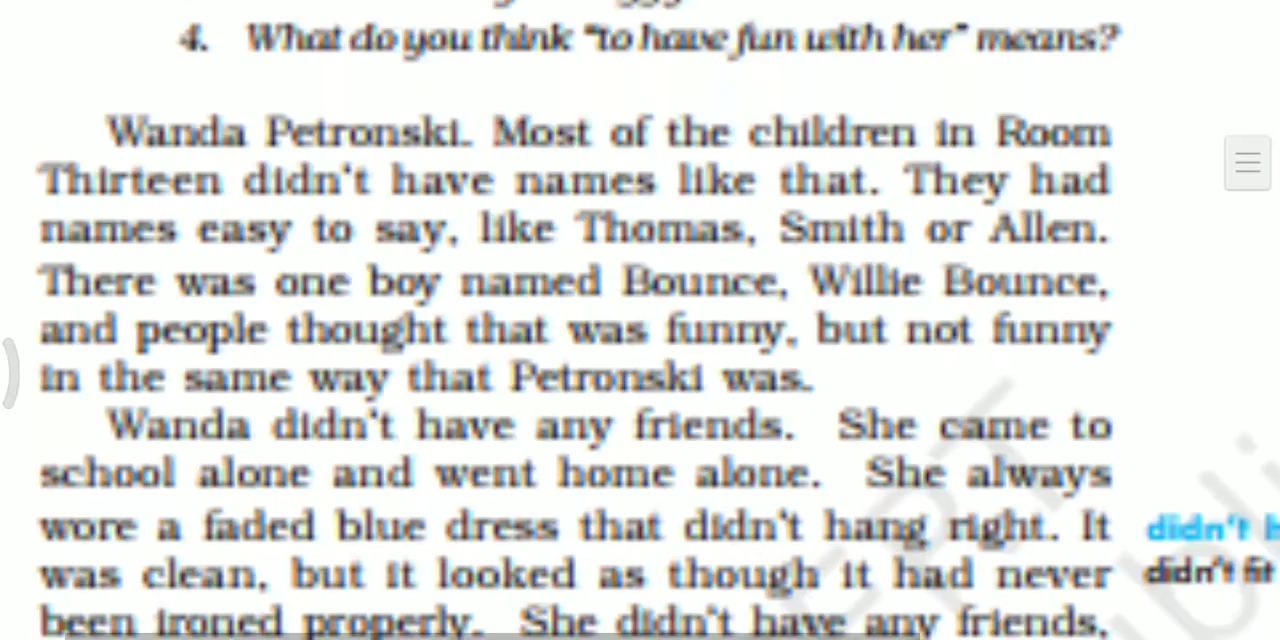 4. What do you think "to have fun with her" means?
Wanda Petronski. Most of the children in Room
Thirteen didn't have names like that. They had
names easy to say, like Thomas, Smith or Allen.
There was one boy named Bounce, Willie Bounce,
and people thought that was funny, but not funny
in the same way that Petronski was.
Wanda didn't have any friends. She came to
school alone and went home alone. She always
wore a faded blue dress that didn't hang right. It
didn't
was clean, but it looked as though it had never
didn't fit
been ironed properly. She didn't have any friends,